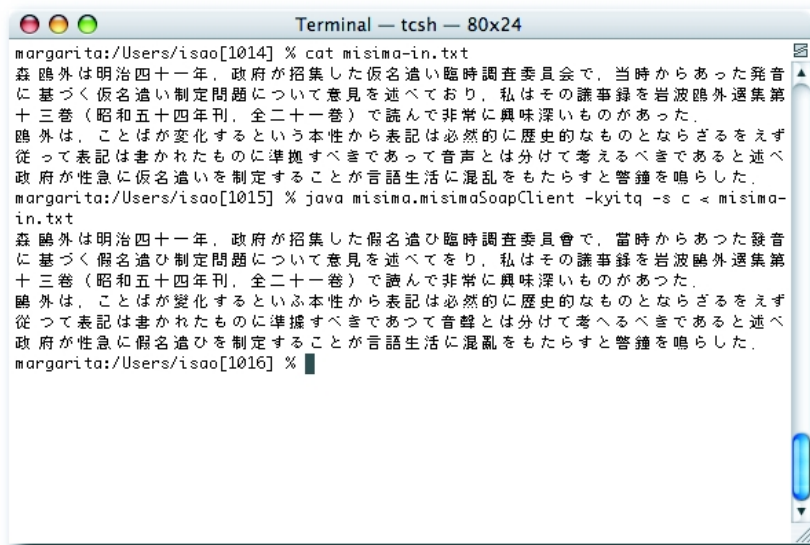 Terminal — tcsh — 80x24
margarita:/Users/isao[1014] % cat misima-in.txt
森 鴎外は明治四十一年，政府が招集した仮名遣い臨時調査委員会で，当時からあった発音
に 基づく仮名遣い制定問題について意見を述べており，私はその議事録を岩波鴎外選集第
十 三巻（昭和五十四年刊，全二十一巻）で読んで非常に興味深いものがあった．
鴎 外は，ことばが変化するという本性から表記は必然的に歴史的なものとならざるをえず
従 って表記は書かれたものに準拠すべきであって音声とは分けて考えるべきであると述べ
政 府が性急に仮名遣いを制定することが言語生活に混乱をもたらすと警鐘を鳴らした．
margarita:/Users/isao[1015] % java misima.misimaSoapClient -kyitq -s c < misima-
in.txt
森 鷗外は明治四十一年，政府が招集した假名遣ひ臨時調査委員會で，當時からあつた發音
に 基づく假名遣ひ制定問題について意見を述べてをり，私はその議事録を岩波鷗外選集第
十 三卷（昭和五十四年刊，全二十一卷）で讀んで非常に興味深いものがあつた．
鷗 外は，ことばが變化するといふ本性から表記は必然的に歴史的なものとならざるをえず
從 つて表記は書かれたものに準據すべきであつて音聲とは分けて考へるべきであると述べ
政 府が性急に假名遣ひを制定することが言語生活に混亂をもたらすと警鐘を鳴らした．
margarita:/Users/isao[1016] %